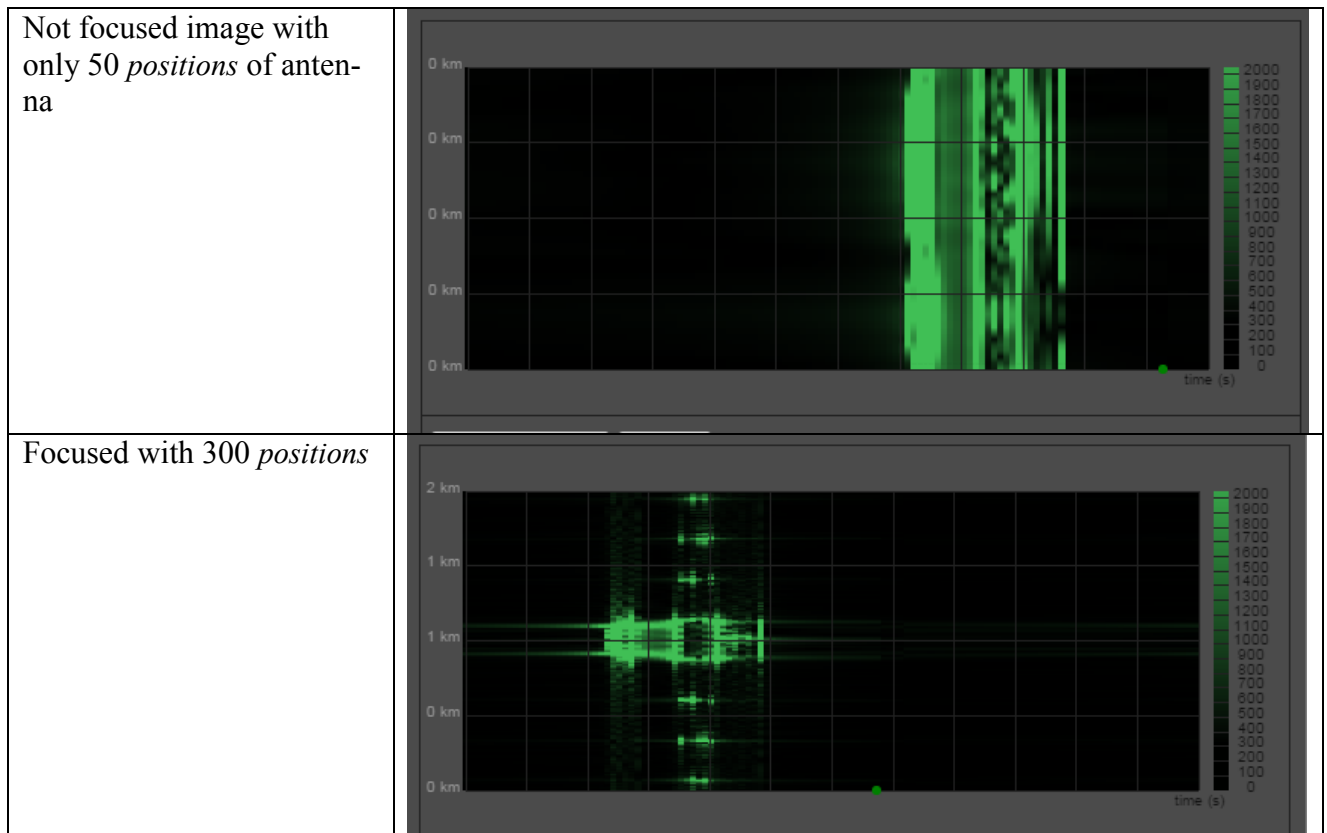 Not focused image with
only 50 positions of anten-
na
0 km
0 km
0 km
0 km
0 km
2000
1900
1800
1700
1600
1500
1400
1300
1200
1100
1000
900
800
700
600
500
400
300
200
100
0
time (s)
Focused with 300 positions
2 km
1 km
1 km
0 km
0 km
2000
1900
1800
1700
1600
1500
1400
1300
1200
1100
1000
900
800
700
600
500
400
300
200
100
0
time (s)